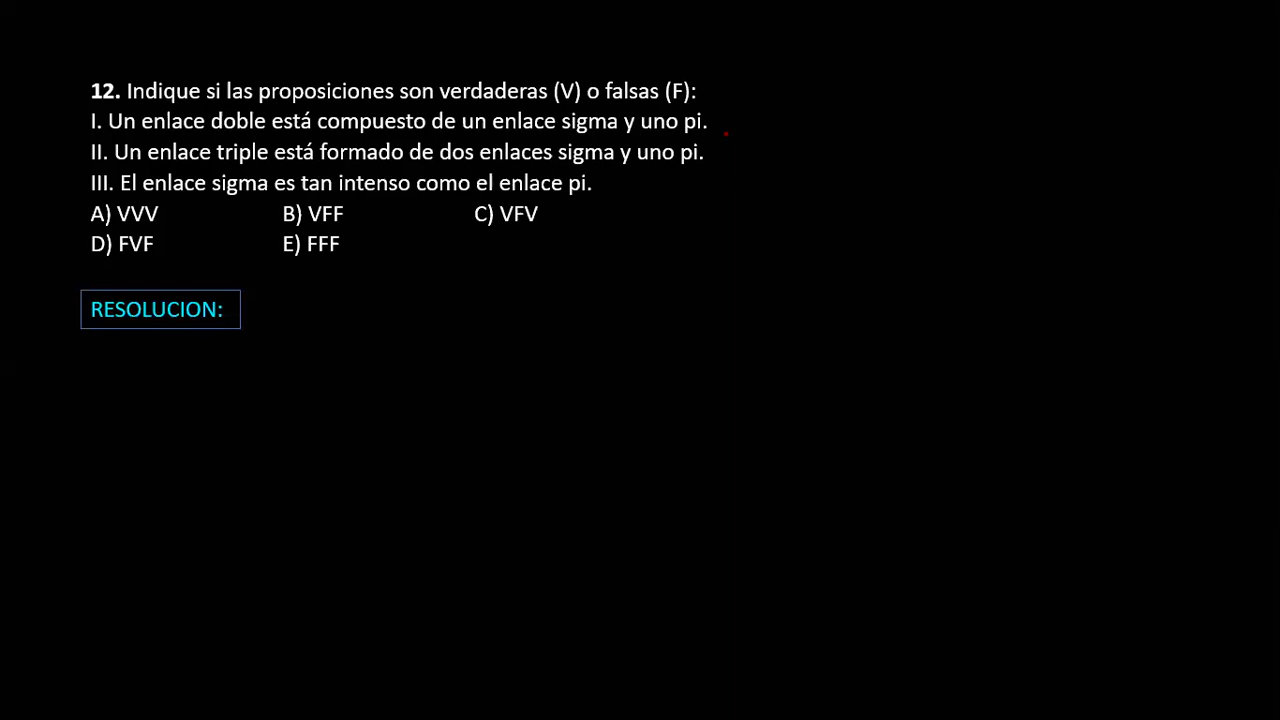 12. Indique si las proposiciones son verdaderas (V) o falsas (F):
I. Un enlace doble está compuesto de un enlace sigma y uno pi.
II. Un enlace triple está formado de dos enlaces sigma y uno pi.
III. El enlace sigma es tan intenso como el enlace pi.
A) VVV B) VFF C) VFV
D) FVF E) FFF
RESOLUCION: